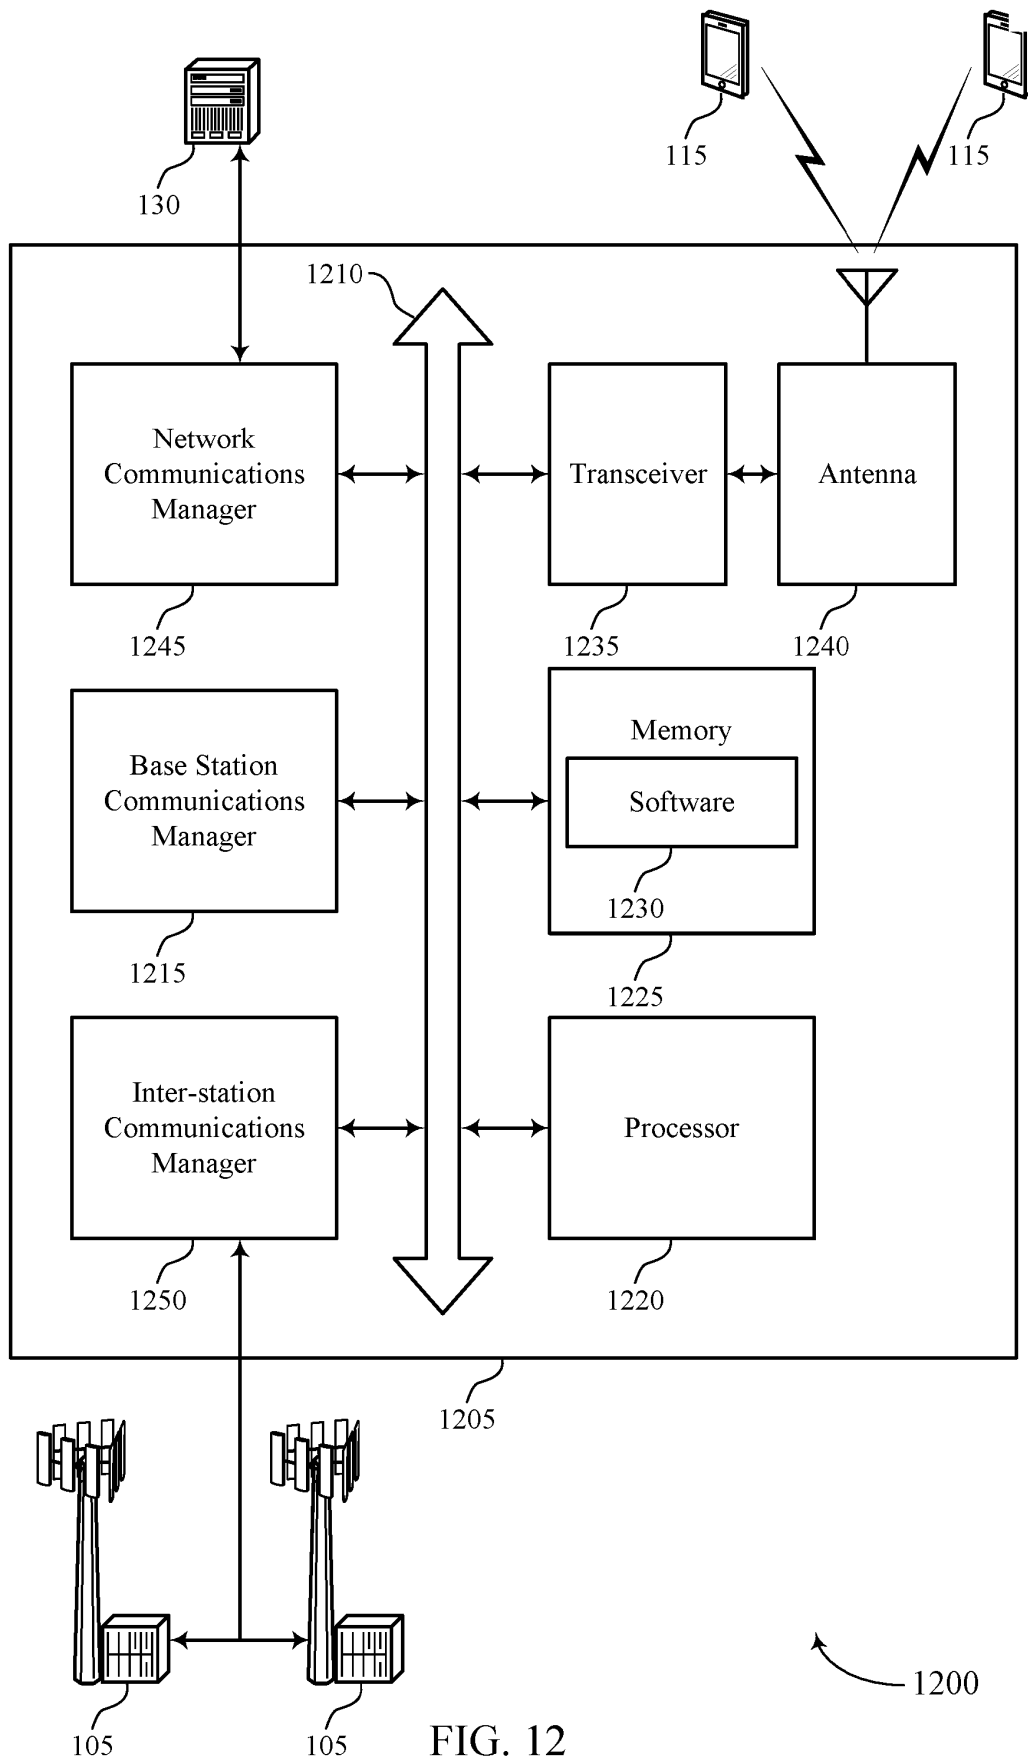 130
115
115
1210
Network
Communications
Manager
Transceiver
Antenna
1245
1235
1240
Base Station
Communications
Manager
Memory
Software
1230
1215
1225
Inter-station
Communications
Manager
Processor
1250
1220
1205
105
105
1200
FIG. 12